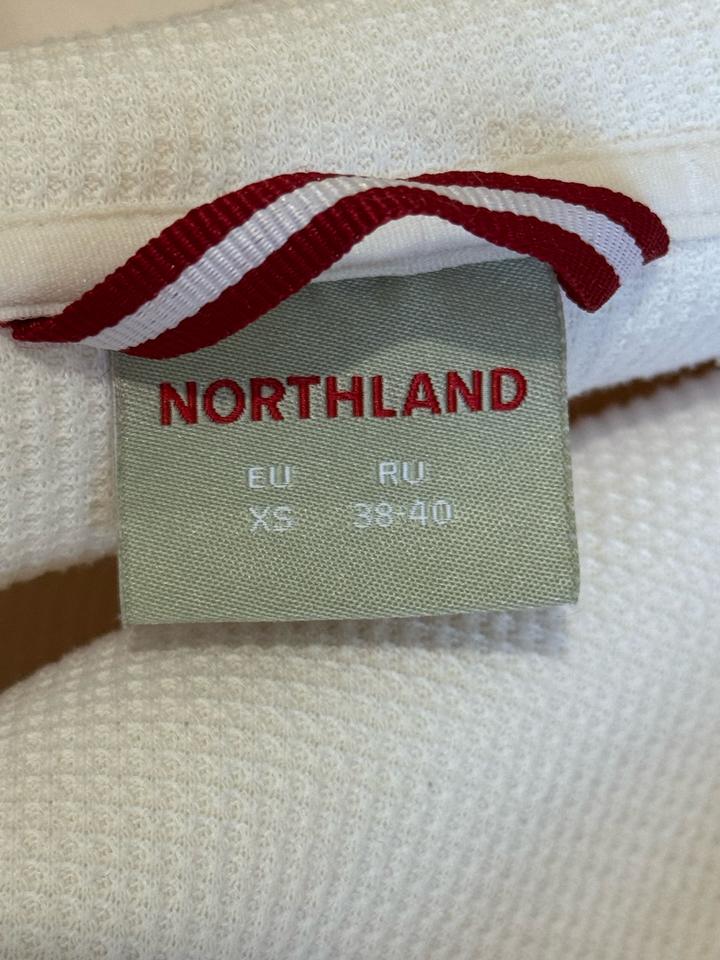 NORTHLAND
EU RU
XS 38-40